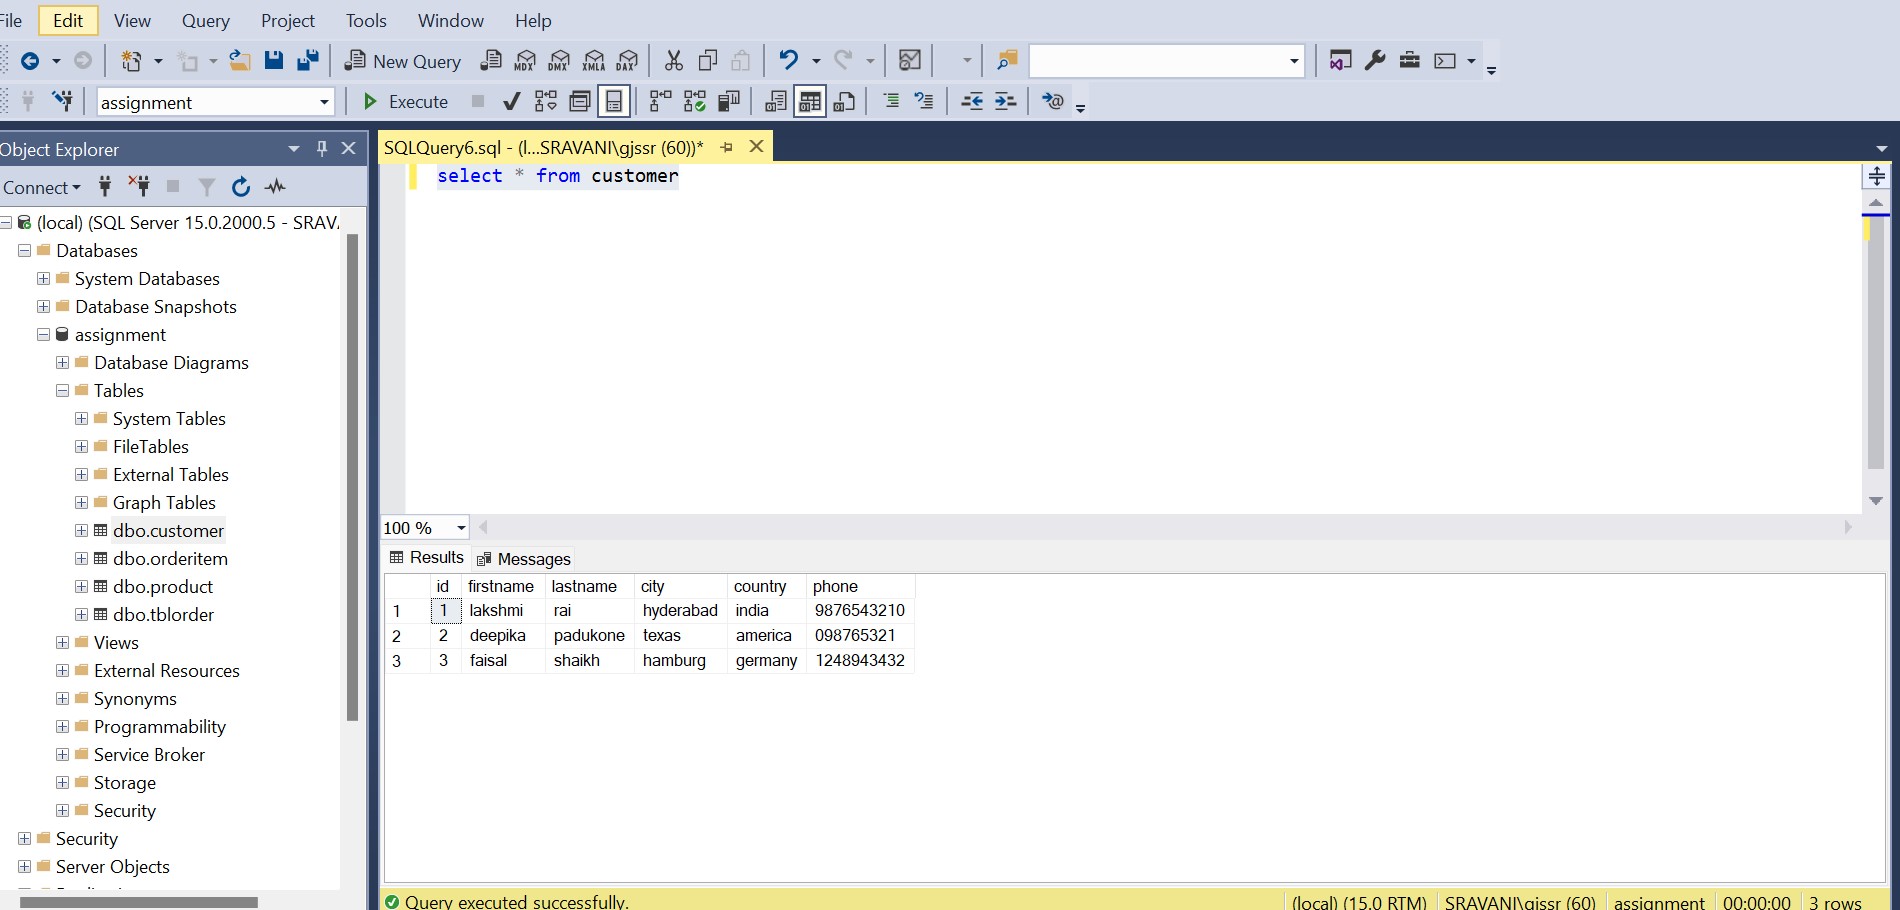 File Edit View Query Project Tools Window Help
New Query MDX DMX XMLA DAX
assignment Execute
Object Explorer
SQLQuery6.sql - (l...SRAVANI\gjssr (60))*
Connect
select * from customer
(local) (SQL Server 15.0.2000.5 - SRAV
Databases
System Databases
Database Snapshots
assignment
Database Diagrams
Tables
System Tables
FileTables
External Tables
Graph Tables
dbo.customer
dbo.orderitem
dbo.product
dbo.tblorder
Views
External Resources
Synonyms
Programmability
Service Broker
Storage
Security
Security
Server Objects
100 %
Results Messages
id firstname lastname city country phone
1 1 lakshmi rai hyderabad india 9876543210
2 2 deepika padukone texas america 098765321
3 3 faisal shaikh hamburg germany 1248943432
Query executed successfully. (local) (15.0 RTM) SRAVANI\gjssr (60) assignment 00:00:00 3 rows